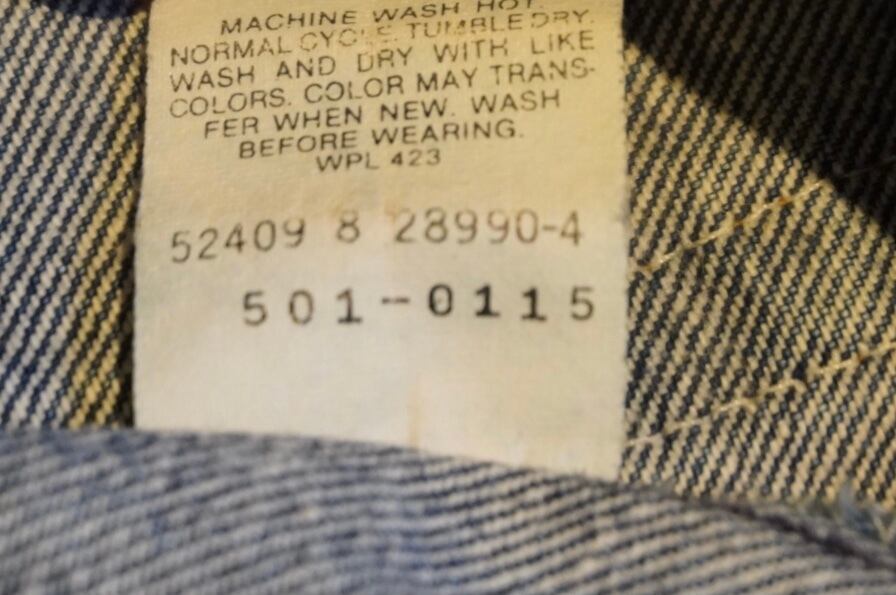 MACHINE WASH HOT.
NORMAL CYCLE. TUMBLE DRY.
WASH AND DRY WITH LIKE
COLORS. COLOR MAY TRANS-
FER WHEN NEW. WASH
BEFORE WEARING.
WPL 423
52409 8 28990-4
501-0115